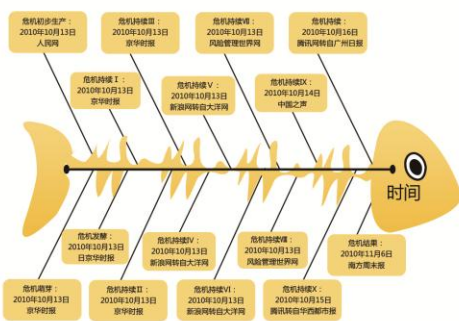 危机初步生产：
2010年10月13日
人民网
危机持续III：
2010年10月13日
京华时报
危机持续VII：
2010年10月13日
风险管理世界网
危机持续：
2010年10月16日
腾讯网转自广州日报
危机持续 I：
2010年10月13日
京华时报
危机持续 V：
2010年10月13日
新浪网转自大洋网
危机持续IX：
2010年10月14日
中国之声
时间
危机发酵：
2010年10月13日
日京华时报
危机持续IV：
2010年10月13日
新浪网转自大洋网
危机持续VIII：
2010年10月13日
风险管理世界网
危机结果：
2010年11月6日
南方周末报
危机萌芽：
2010年10月13日
京华时报
危机持续II：
2010年10月13日
京华时报
危机持续VI：
2010年10月13日
新浪网转自大洋网
危机持续X：
2010年10月15日
腾讯转自华西都市报